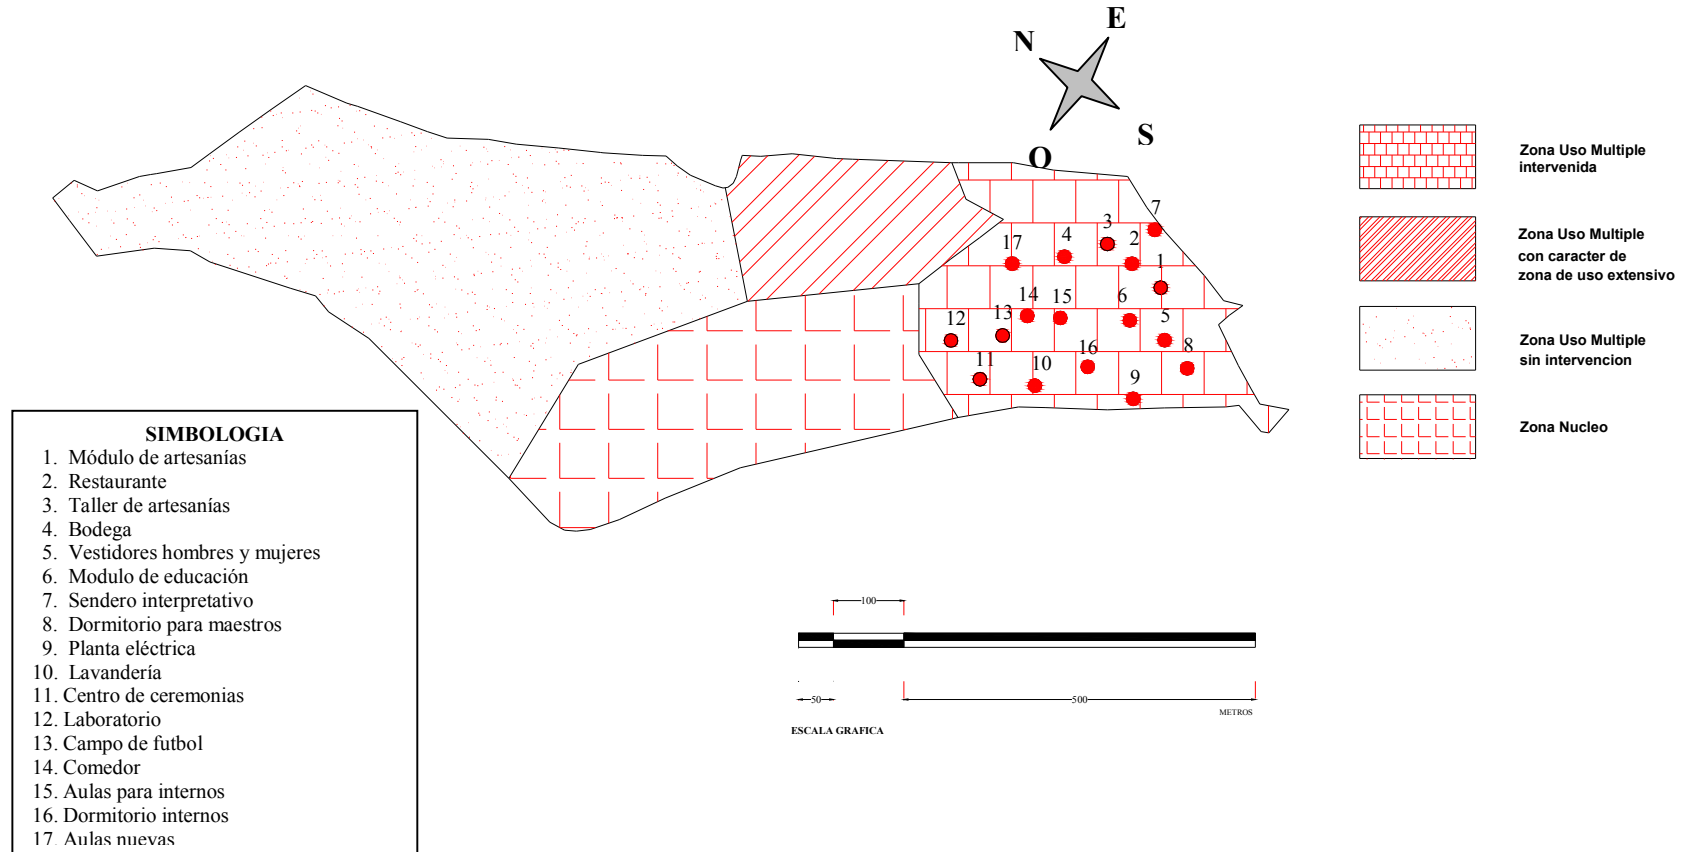 E
N
S
O
7
3
2
4
17
1
14
15
6
5
12
13
16
8
11
10
9
Zona Uso Multiple
intervenida
Zona Uso Multiple
con caracter de
zona de uso extensivo
Zona Uso Multiple
sin intervencion
Zona Nucleo
SIMBOLOGIA
1. Módulo de artesanías
2. Restaurante
3. Taller de artesanías
4. Bodega
5. Vestidores hombres y mujeres
6. Modulo de educación
7. Sendero interpretativo
8. Dormitorio para maestros
9. Planta eléctrica
10. Lavandería
11. Centro de ceremonias
12. Laboratorio
13. Campo de futbol
14. Comedor
15. Aulas para internos
16. Dormitorio internos
17. Aulas nuevas
100
50
500
METROS
ESCALA GRAFICA